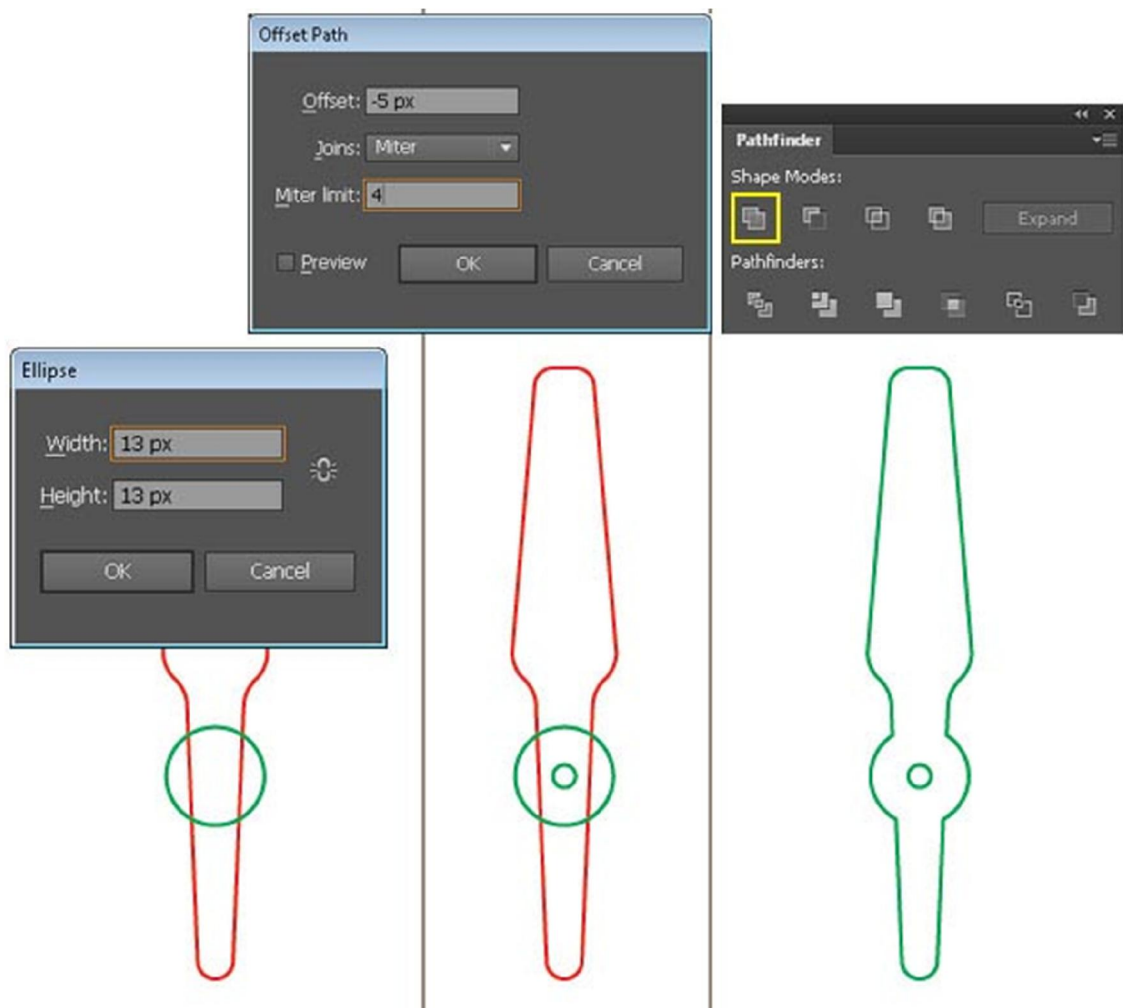 Offset Path
Offset: -5 px
Joins: Miter
Miter limit: 4
Preview OK Cancel
Pathfinder
Shape Modes:
Expand
Pathfinders:
Ellipse
Width: 13 px
Height: 13 px
OK Cancel